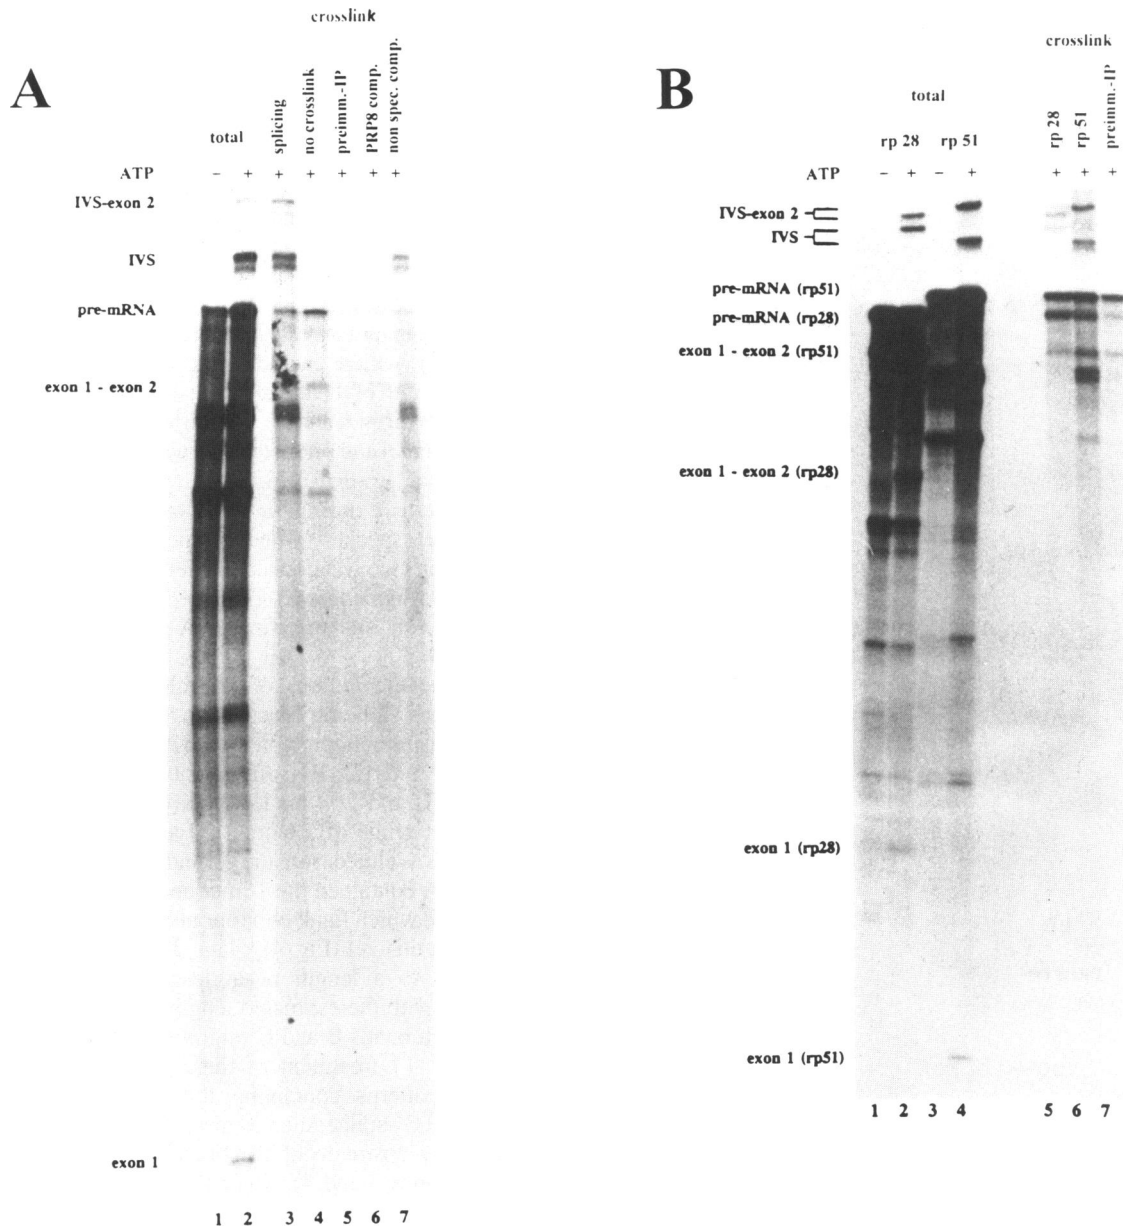 crosslink
A
total
splicing
no crosslink
preimm.-IP
PRP8 comp.
non spec. comp.
ATP - + + + + + +
IVS-exon 2
IVS
pre-mRNA
exon 1 - exon 2
exon 1
1 2 3 4 5 6 7
B
crosslink
total
rp 28 rp 51
rp 28
rp 51
preimm.-IP
ATP - + - + + + +
IVS-exon 2
IVS
pre-mRNA (rp51)
pre-mRNA (rp28)
exon 1 - exon 2 (rp51)
exon 1 - exon 2 (rp28)
exon 1 (rp28)
exon 1 (rp51)
1 2 3 4 5 6 7